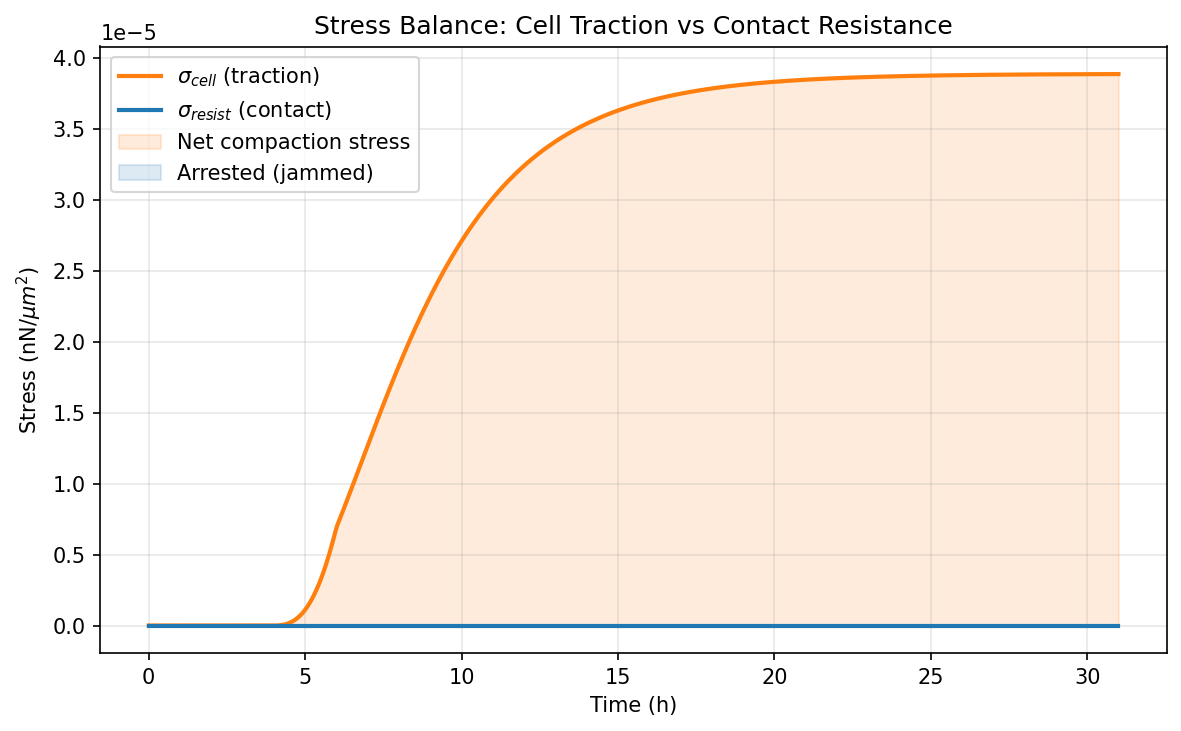 Stress Balance: Cell Traction vs Contact Resistance
1e−5
4.0
3.5
3.0
2.5
2.0
1.5
1.0
0.5
0.0
Stress (nN/μm²)
σ_cell (traction)
σ_resist (contact)
Net compaction stress
Arrested (jammed)
0 5 10 15 20 25 30
Time (h)